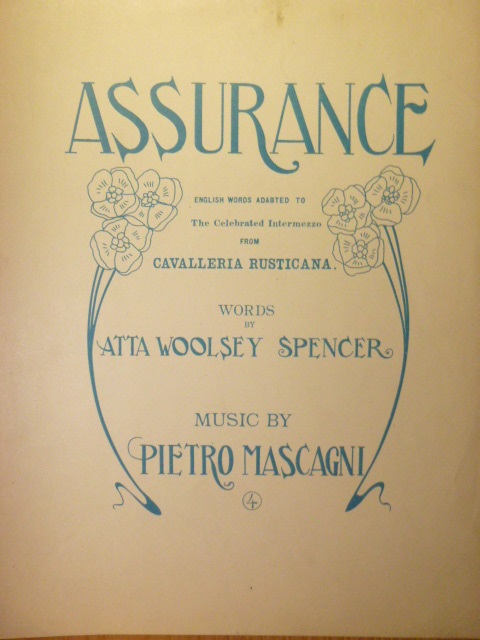 ASSURANCE
ENGLISH WORDS ADABTED TO
The Celebrated Intermezzo
FROM
CAVALLERIA RUSTICANA.
WORDS
BY
ATTA WOOLSEY SPENCER
MUSIC BY
PIETRO MASCAGNI
4